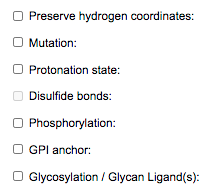 Preserve hydrogen coordinates:
Mutation:
Protonation state:
Disulfide bonds:
Phosphorylation:
GPI anchor:
Glycosylation / Glycan Ligand(s):